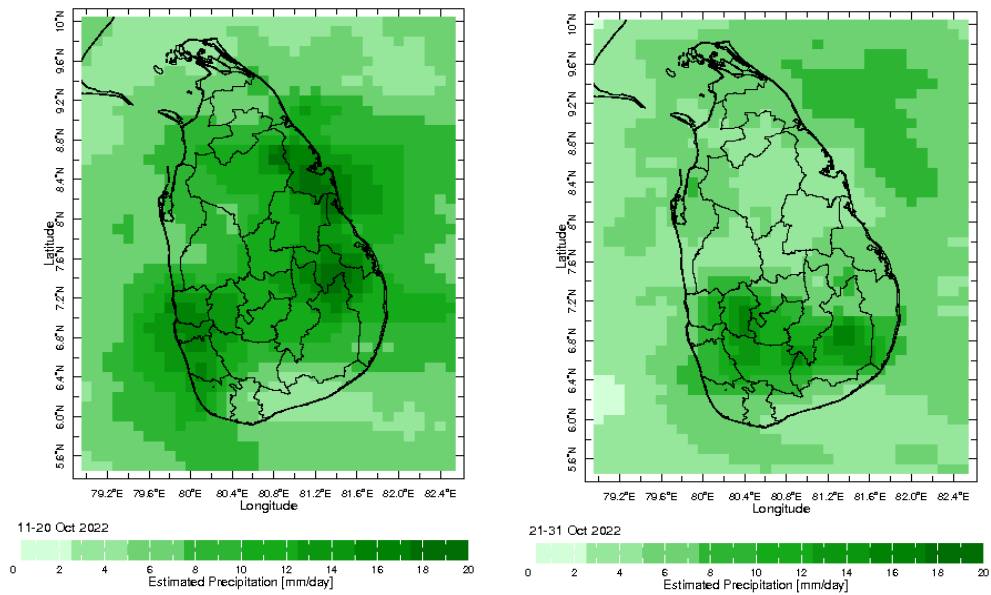 10°N
9.6°N
9.2°N
8.8°N
8.4°N
8°N
7.6°N
7.2°N
6.8°N
6.4°N
6.0°N
5.6°N
Latitude
79.2°E 79.6°E 80°E 80.4°E 80.8°E 81.2°E 81.6°E 82.0°E 82.4°E
Longitude
11-20 Oct 2022
0 2 4 6 8 10 12 14 16 18 20
Estimated Precipitation [mm/day]
10°N
9.6°N
9.2°N
8.8°N
8.4°N
8°N
7.6°N
7.2°N
6.8°N
6.4°N
6.0°N
5.6°N
Latitude
79.2°E 79.6°E 80°E 80.4°E 80.8°E 81.2°E 81.6°E 82.0°E 82.4°E
Longitude
21-31 Oct 2022
0 2 4 6 8 10 12 14 16 18 20
Estimated Precipitation [mm/day]